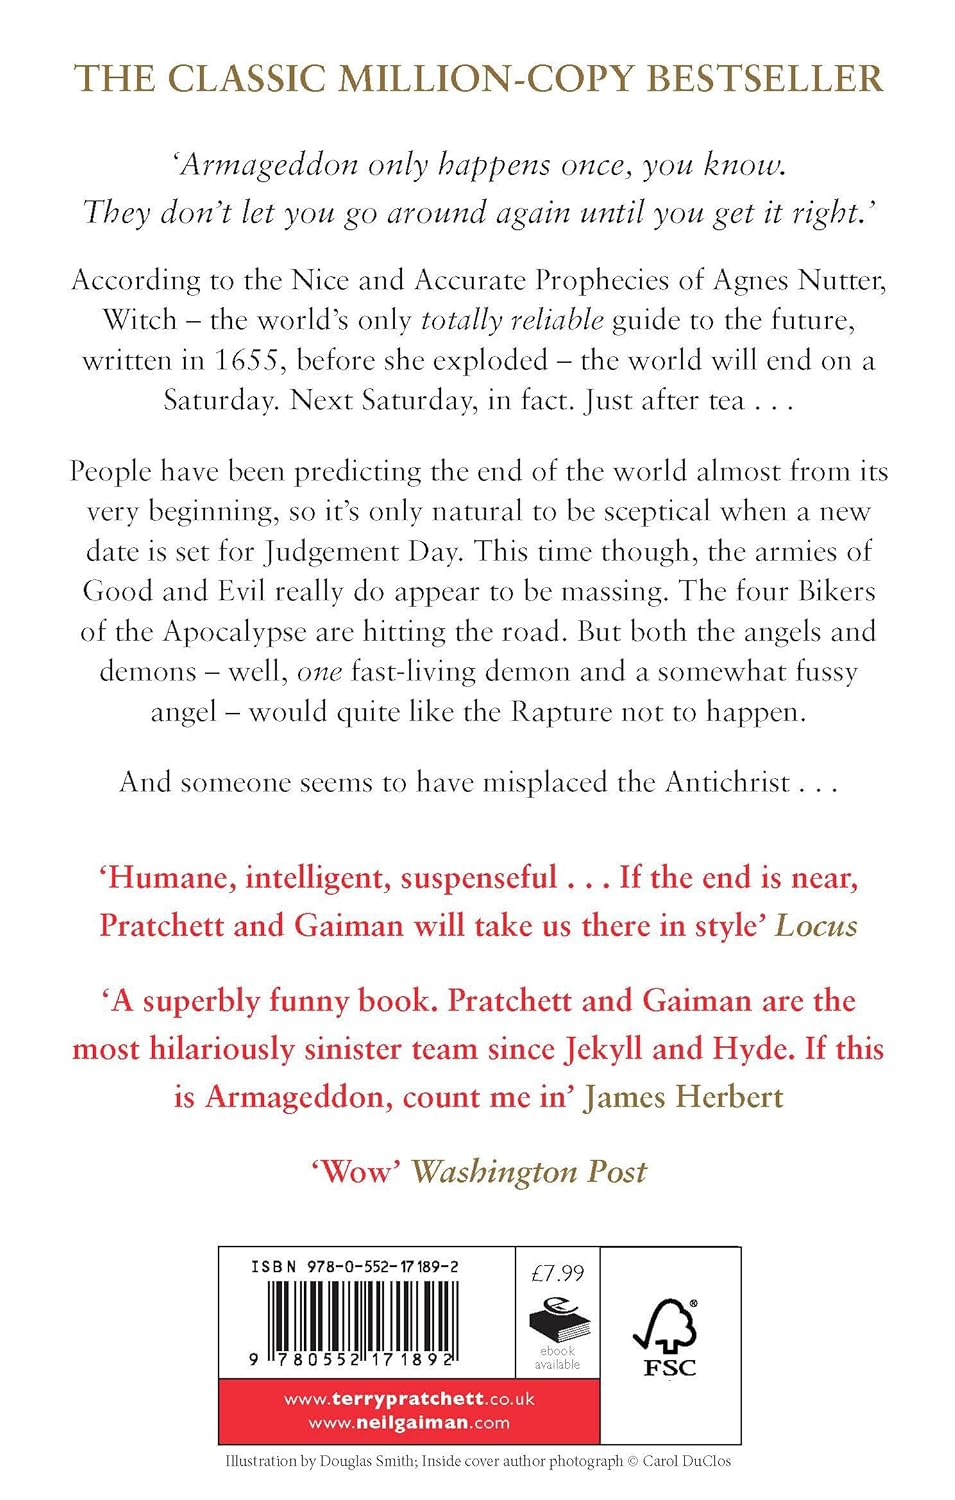 THE CLASSIC MILLION-COPY BESTSELLER
‘Armageddon only happens once, you know.
They don’t let you go around again until you get it right.’
According to the Nice and Accurate Prophecies of Agnes Nutter,
Witch – the world’s only totally reliable guide to the future,
written in 1655, before she exploded – the world will end on a
Saturday. Next Saturday, in fact. Just after tea . . .
People have been predicting the end of the world almost from its
very beginning, so it’s only natural to be sceptical when a new
date is set for Judgement Day. This time though, the armies of
Good and Evil really do appear to be massing. The four Bikers
of the Apocalypse are hitting the road. But both the angels and
demons – well, one fast-living demon and a somewhat fussy
angel – would quite like the Rapture not to happen.
And someone seems to have misplaced the Antichrist . . .
‘Humane, intelligent, suspenseful . . . If the end is near,
Pratchett and Gaiman will take us there in style’ Locus
‘A superbly funny book. Pratchett and Gaiman are the
most hilariously sinister team since Jekyll and Hyde. If this
is Armageddon, count me in’ James Herbert
‘Wow’ Washington Post
ISBN 978-0-552-17189-2
9 780552 171892
£7.99
e
ebook
available
®
FSC
www.terrypratchett.co.uk
www.neilgaiman.com
Illustration by Douglas Smith; Inside cover author photograph © Carol DuClos